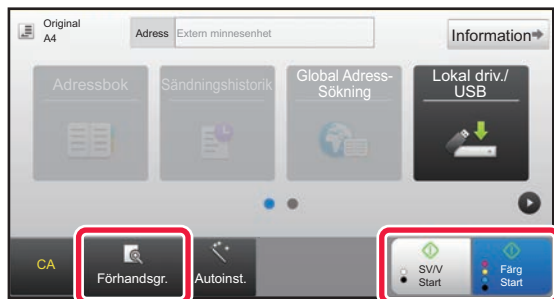 Original
A4
Adress
Extern minnesenhet
Information
Adressbok
Sändningshistorik
Global Adress-
Sökning
Lokal driv./
USB
CA
Förhandsgr.
Autoinst.
SV/V
Start
Färg
Start